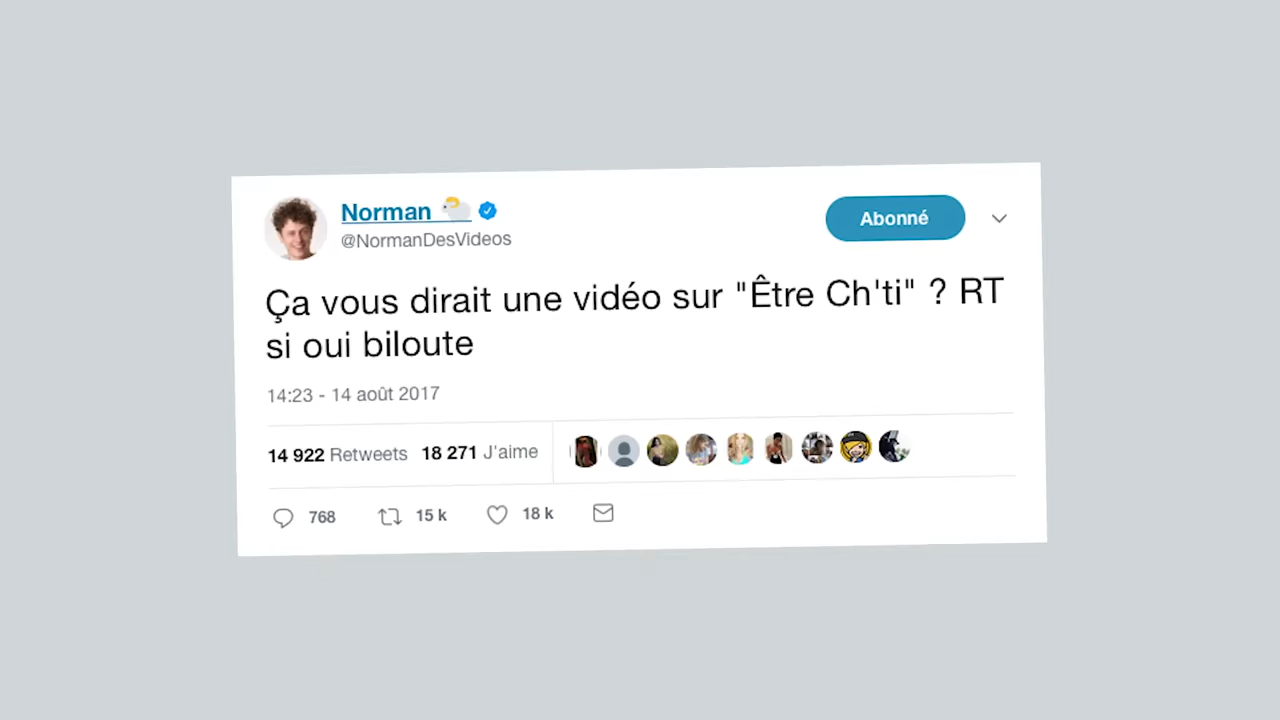 Norman
@NormanDesVideos
Abonné
Ça vous dirait une vidéo sur "Être Ch'ti" ? RT
si oui biloute
14:23 - 14 août 2017
14 922 Retweets 18 271 J'aime
768 15 k 18 k